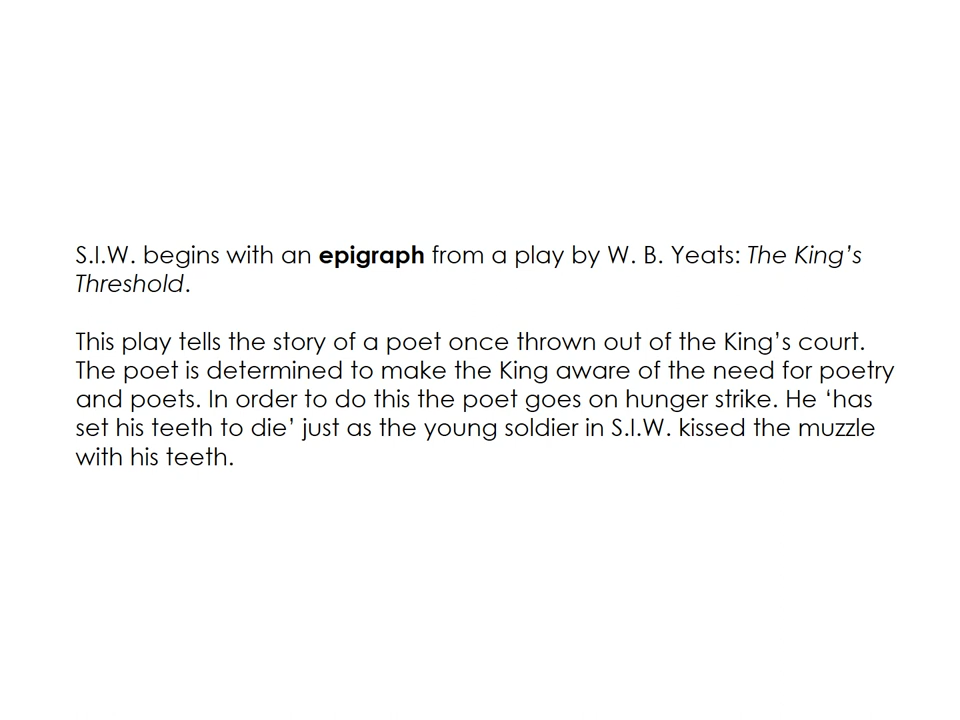 S.I.W. begins with an epigraph from a play by W. B. Yeats: The King’s
Threshold.
This play tells the story of a poet once thrown out of the King’s court.
The poet is determined to make the King aware of the need for poetry
and poets. In order to do this the poet goes on hunger strike. He ‘has
set his teeth to die’ just as the young soldier in S.I.W. kissed the muzzle
with his teeth.